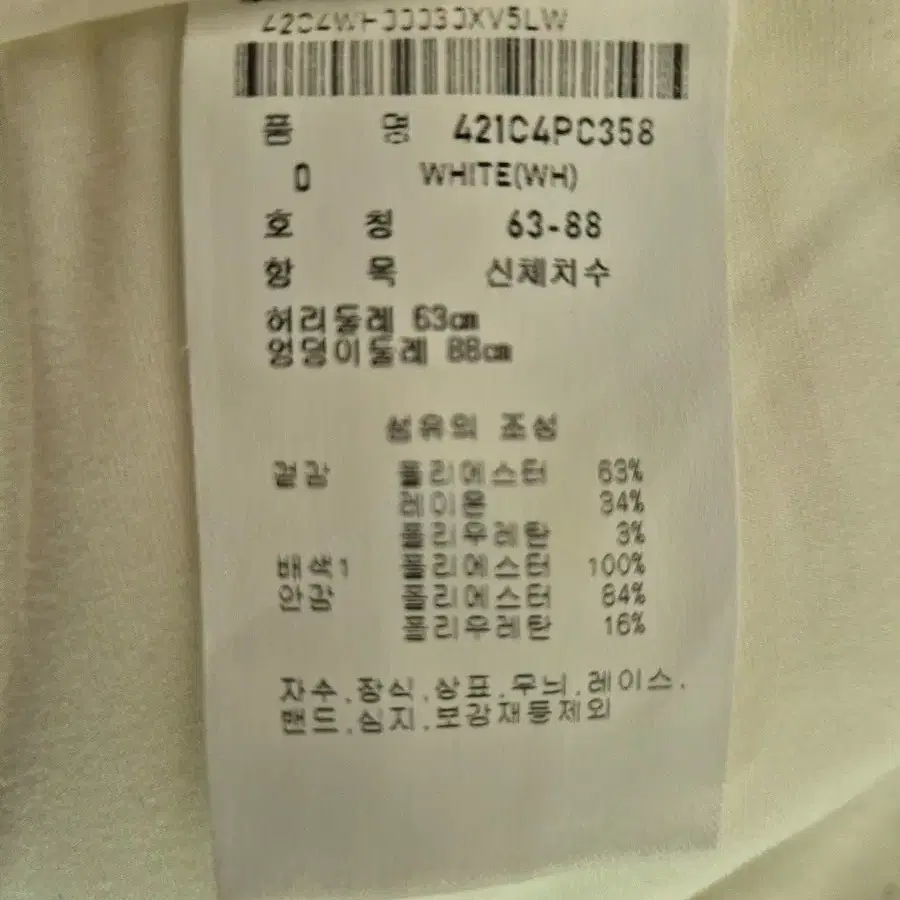 품 명 421C4PC358
0 WHITE(WH)
호 칭 63-88
항 목 신체치수
허리둘레 63cm
엉덩이둘레 88cm
섬유의 조성
겉감 폴리에스터 63%
레이온 34%
폴리우레탄 3%
배색1 폴리에스터 100%
안감 폴리에스터 84%
폴리우레탄 16%
자수.장식.상표.무늬.레이스.
밴드.심지.보강재등제외